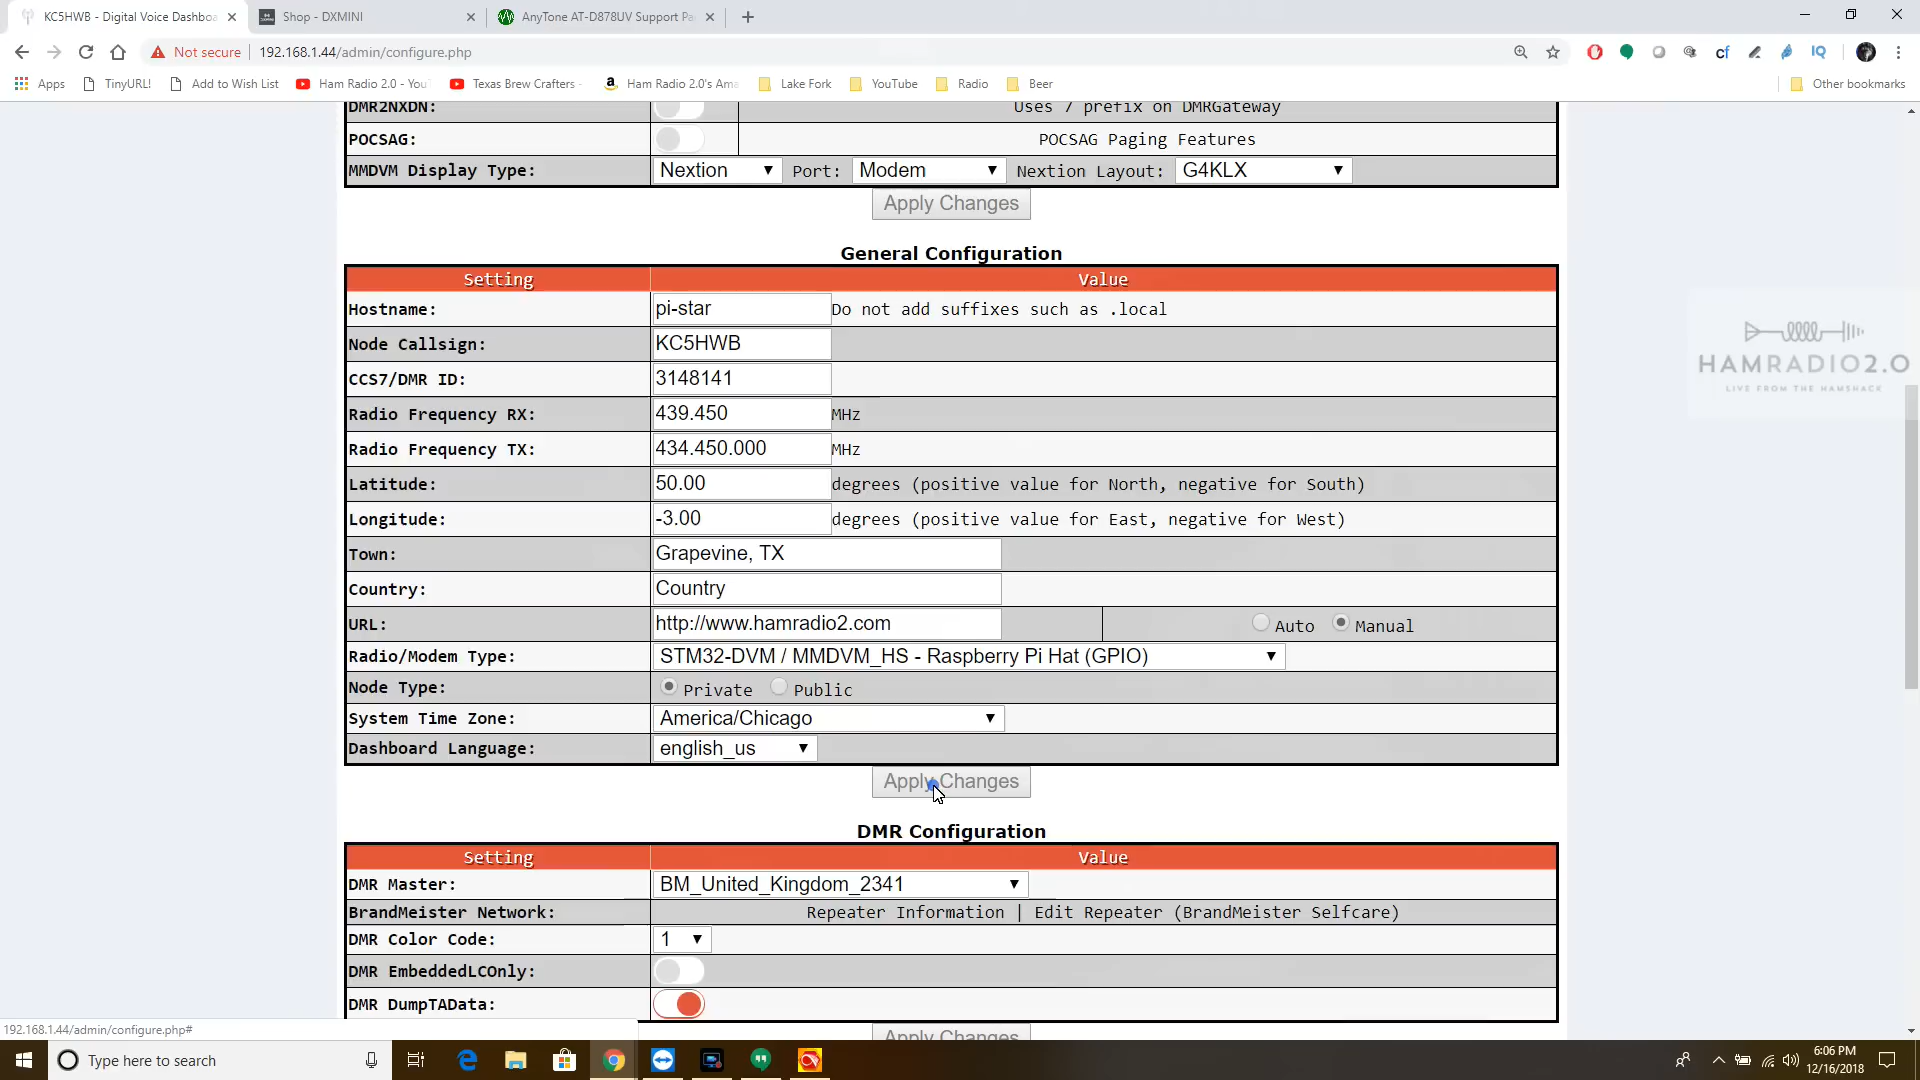 KC5HWB - Digital Voice Dashboa
Shop - DXMINI
AnyTone AT-D878UV Support Pa
Not secure
192.168.1.44/admin/configure.php
Apps
TinyURL!
Add to Wish List
Ham Radio 2.0 - You
Texas Brew Crafters -
Ham Radio 2.0's Ama
Lake Fork
YouTube
Radio
Beer
Other bookmarks
DMR2NXDN:
Uses 7 prefix on DMRGateway
POCSAG:
POCSAG Paging Features
MMDVM Display Type:
Nextion
Port:
Modem
Nextion Layout:
G4KLX
Apply Changes
General Configuration
Setting
Value
Hostname:
pi-star
Do not add suffixes such as .local
Node Callsign:
KC5HWB
CCS7/DMR ID:
3148141
Radio Frequency RX:
439.450
MHz
Radio Frequency TX:
434.450.000
MHz
Latitude:
50.00
degrees (positive value for North, negative for South)
Longitude:
-3.00
degrees (positive value for East, negative for West)
Town:
Grapevine, TX
Country:
Country
URL:
http://www.hamradio2.com
Auto
Manual
Radio/Modem Type:
STM32-DVM / MMDVM_HS - Raspberry Pi Hat (GPIO)
Node Type:
Private
Public
System Time Zone:
America/Chicago
Dashboard Language:
english_us
Apply Changes
DMR Configuration
Setting
Value
DMR Master:
BM_United_Kingdom_2341
BrandMeister Network:
Repeater Information | Edit Repeater (BrandMeister Selfcare)
DMR Color Code:
1
DMR EmbeddedLCOnly:
DMR DumpTAData:
Apply Changes
192.168.1.44/admin/configure.php#
HAMRADIO2.0
LIVE FROM THE HAMSHACK
Type here to search
6:06 PM
12/16/2018